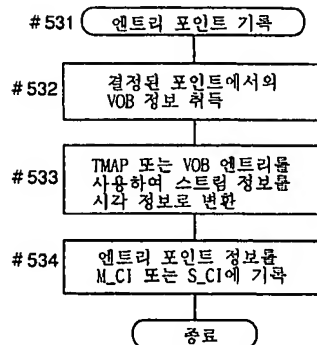 #531 엔트리 포인트 기록
#532 결정된 포인트에서의
VOB 정보 취득
#533 TMAP 또는 VOB 엔트리를
사용하여 스트림 정보를
시각 정보로 변환
#534 엔트리 포인트 정보를
M_CI 또는 S_CI에 기록
종료